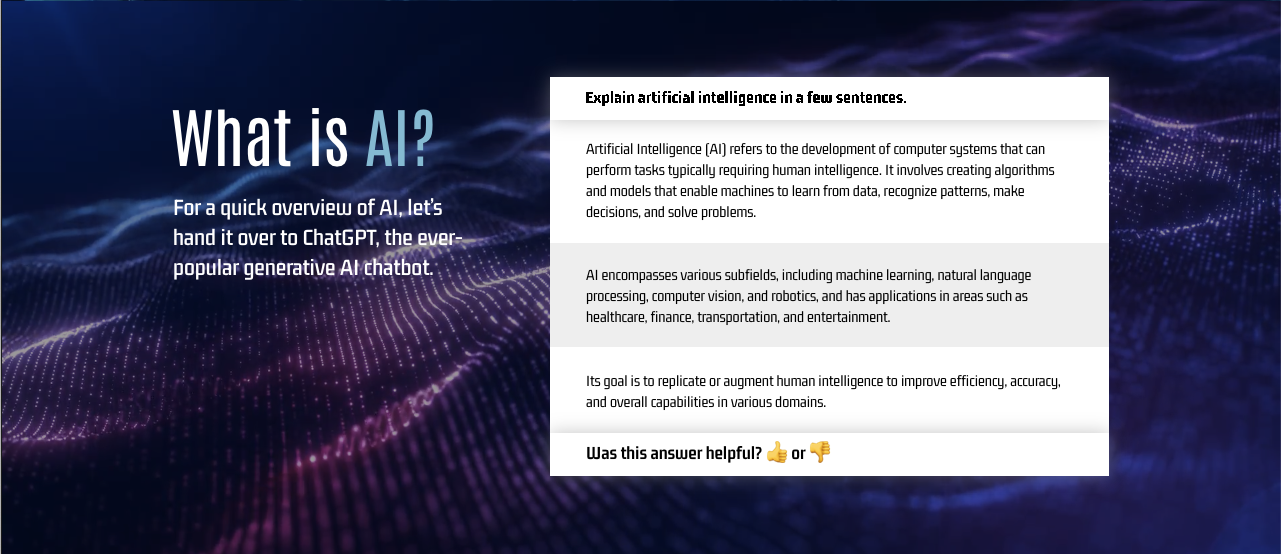 What is AI?
For a quick overview of AI, let's
hand it over to ChatGPT, the ever-
popular generative AI chatbot.
Explain artificial intelligence in a few sentences.
Artificial Intelligence (AI) refers to the development of computer systems that can
perform tasks typically requiring human intelligence. It involves creating algorithms
and models that enable machines to learn from data, recognize patterns, make
decisions, and solve problems.
AI encompasses various subfields, including machine learning, natural language
processing, computer vision, and robotics, and has applications in areas such as
healthcare, finance, transportation, and entertainment.
Its goal is to replicate or augment human intelligence to improve efficiency, accuracy,
and overall capabilities in various domains.
Was this answer helpful? 👍 or 👎